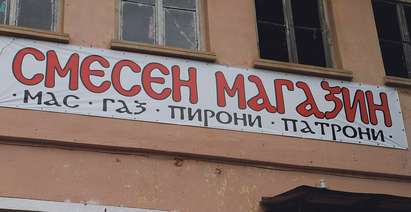 СМЕСЕН МАГАЗИН
· МАС · ГАЗ · ПИРОНИ · ПАТРОНИ ·